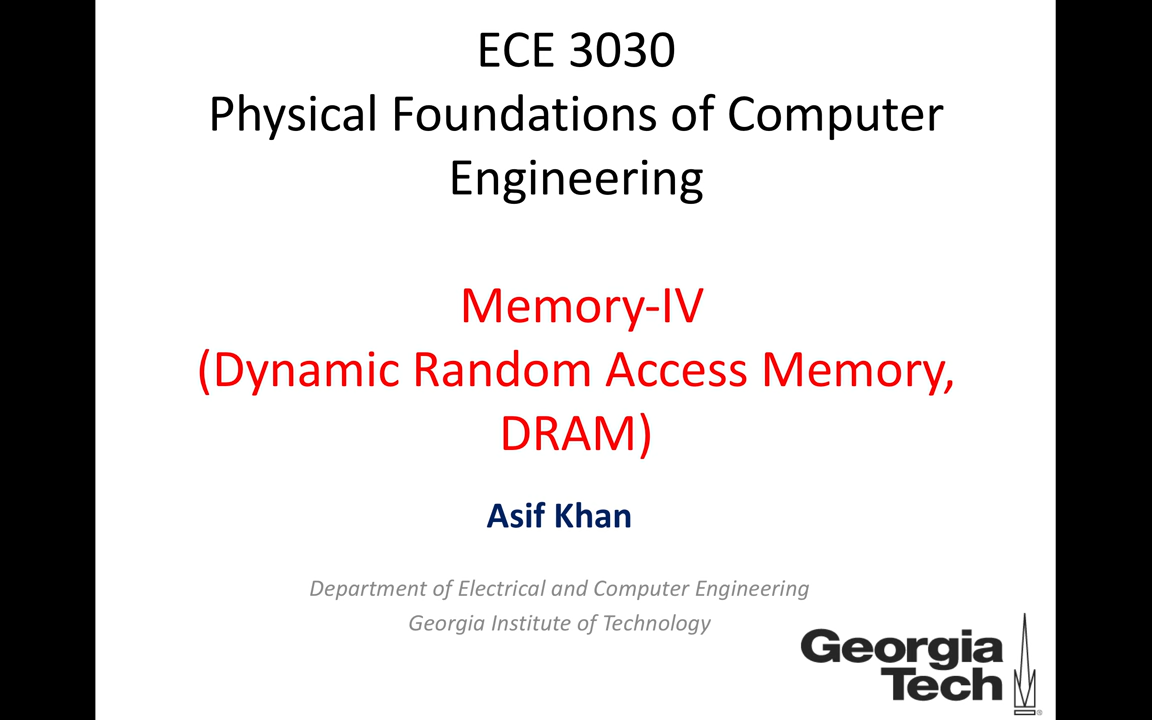 ECE 3030
Physical Foundations of Computer
Engineering
Memory-IV
(Dynamic Random Access Memory,
DRAM)
Asif Khan
Department of Electrical and Computer Engineering
Georgia Institute of Technology
Georgia
Tech
®